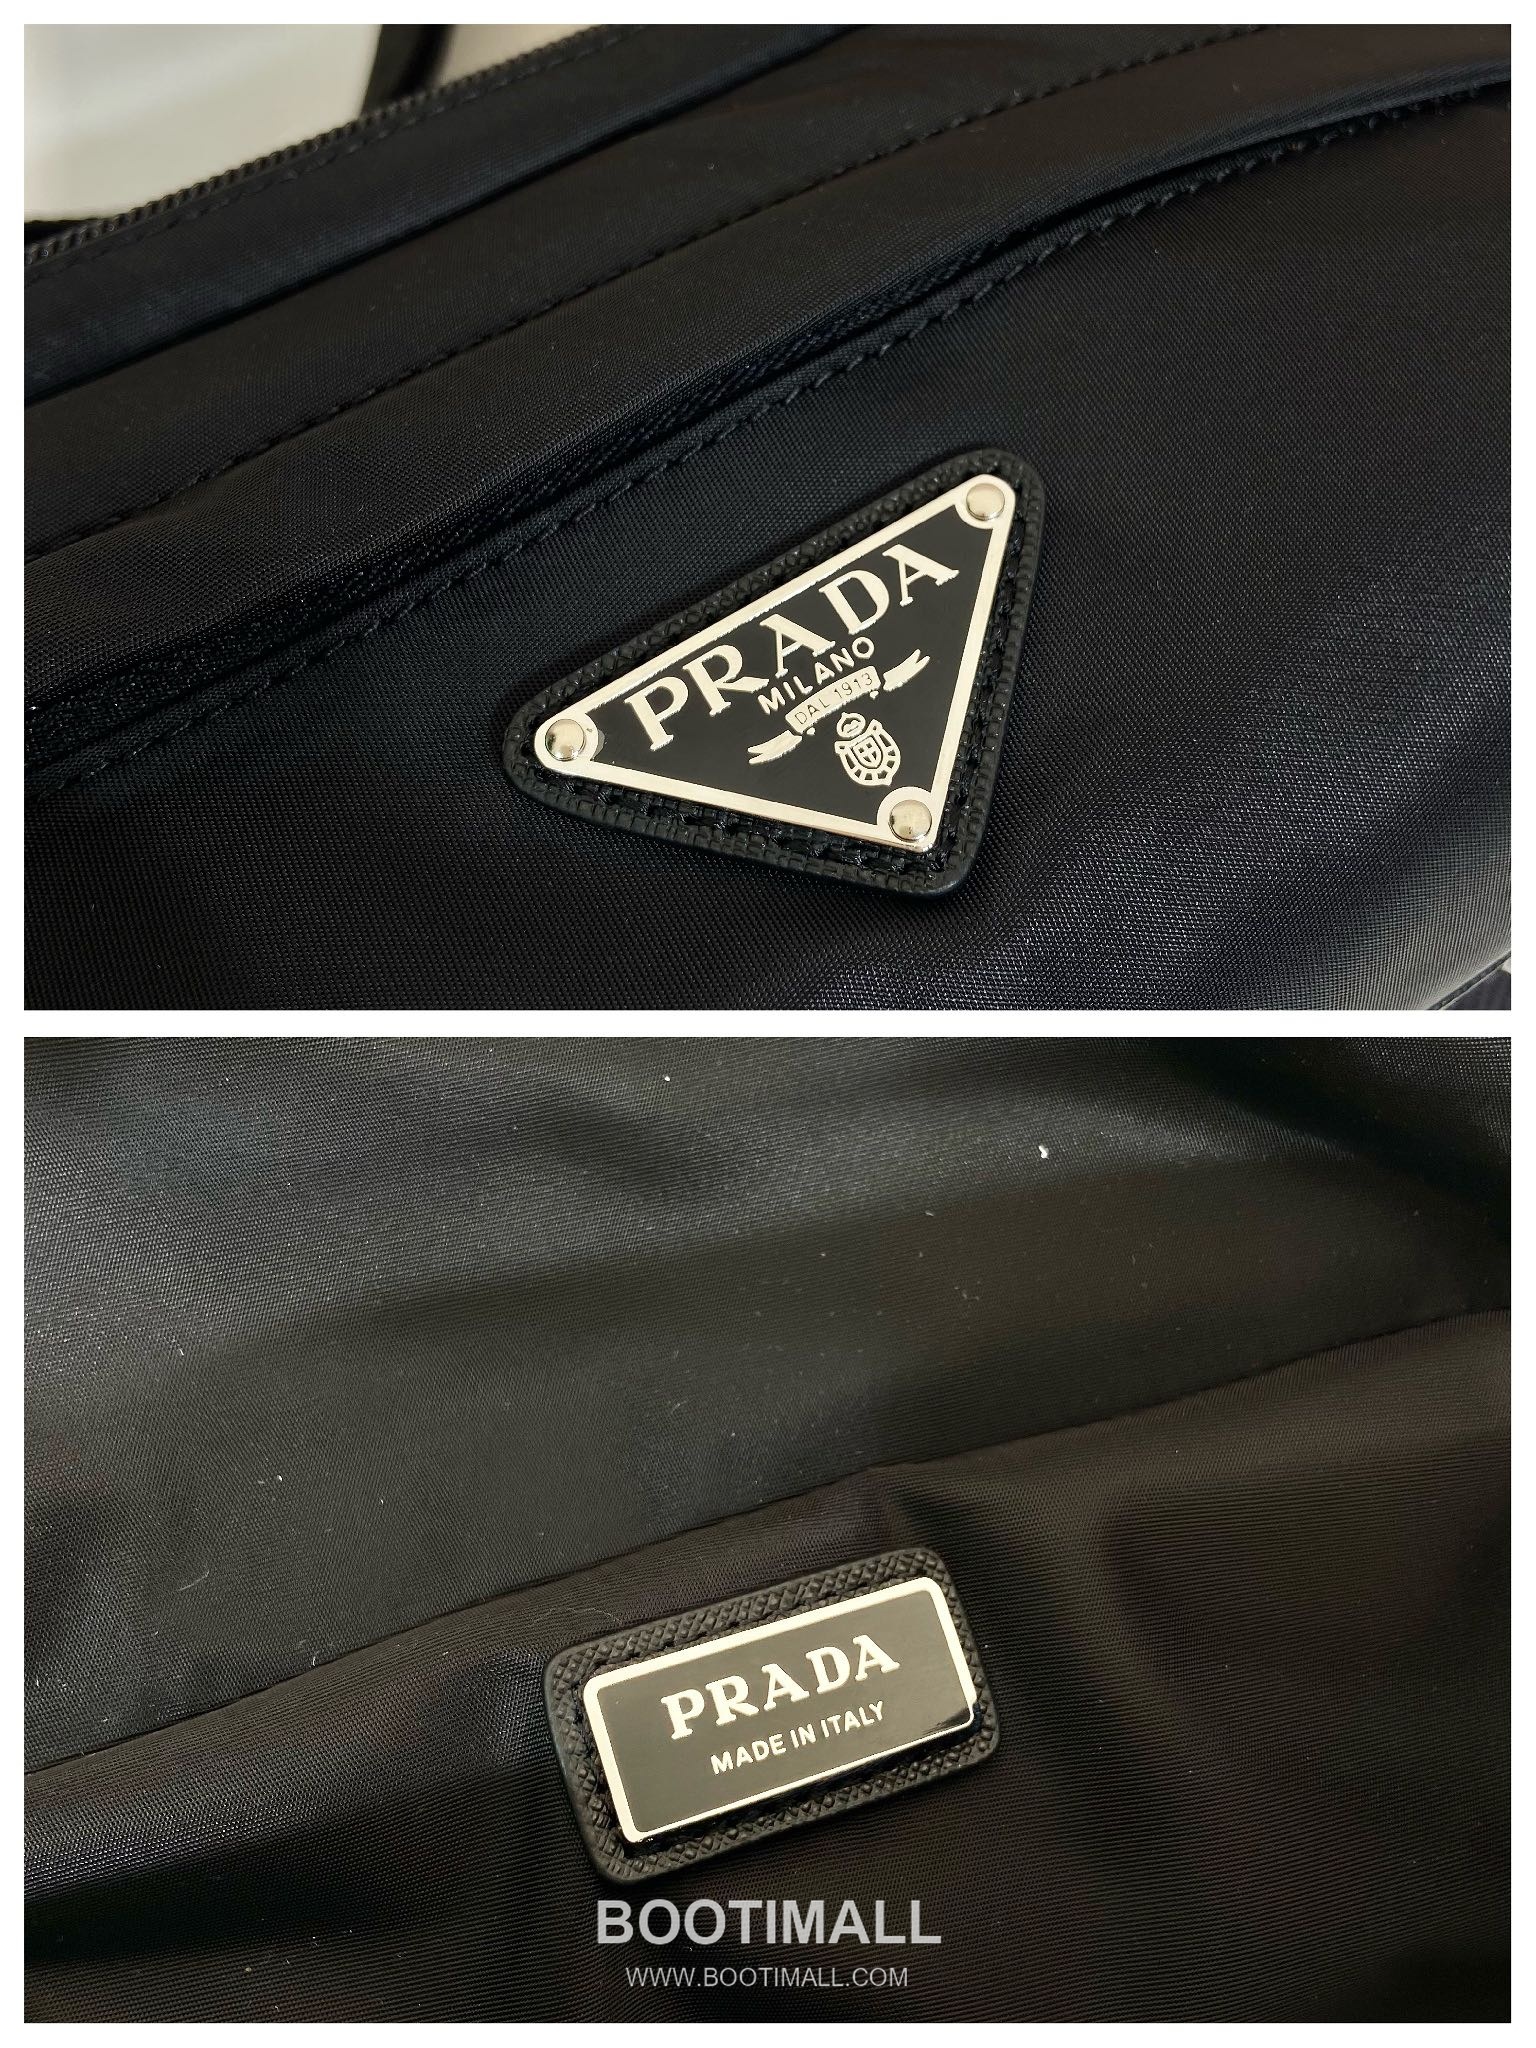 PRADA
MILANO
DAL 1913
PRADA
MADE IN ITALY
BOOTIMALL
WWW.BOOTIMALL.COM